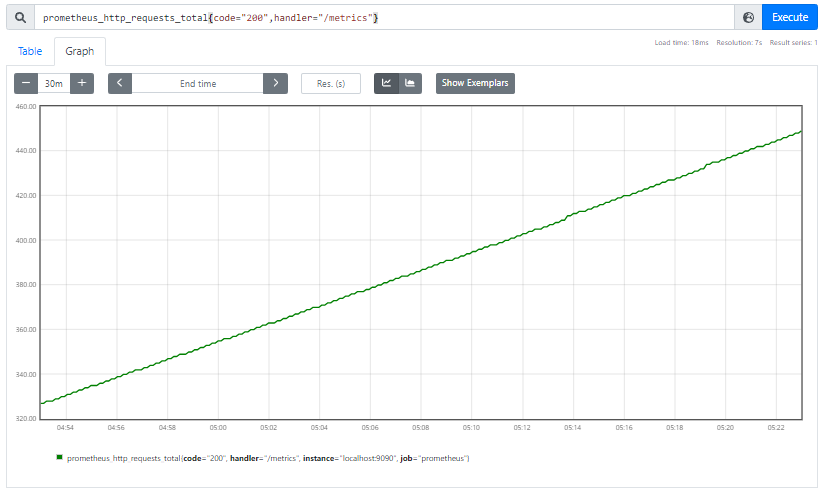 prometheus_http_requests_total{code="200",handler="/metrics"}
Execute
Table
Graph
Load time: 18ms Resolution: 7s Result series: 1
− 30m + < End time > Res. (s) Show Exemplars
460.00
440.00
420.00
400.00
380.00
360.00
340.00
320.00
04:54 04:56 04:58 05:00 05:02 05:04 05:06 05:08 05:10 05:12 05:14 05:16 05:18 05:20 05:22
prometheus_http_requests_total{code="200", handler="/metrics", instance="localhost:9090", job="prometheus"}